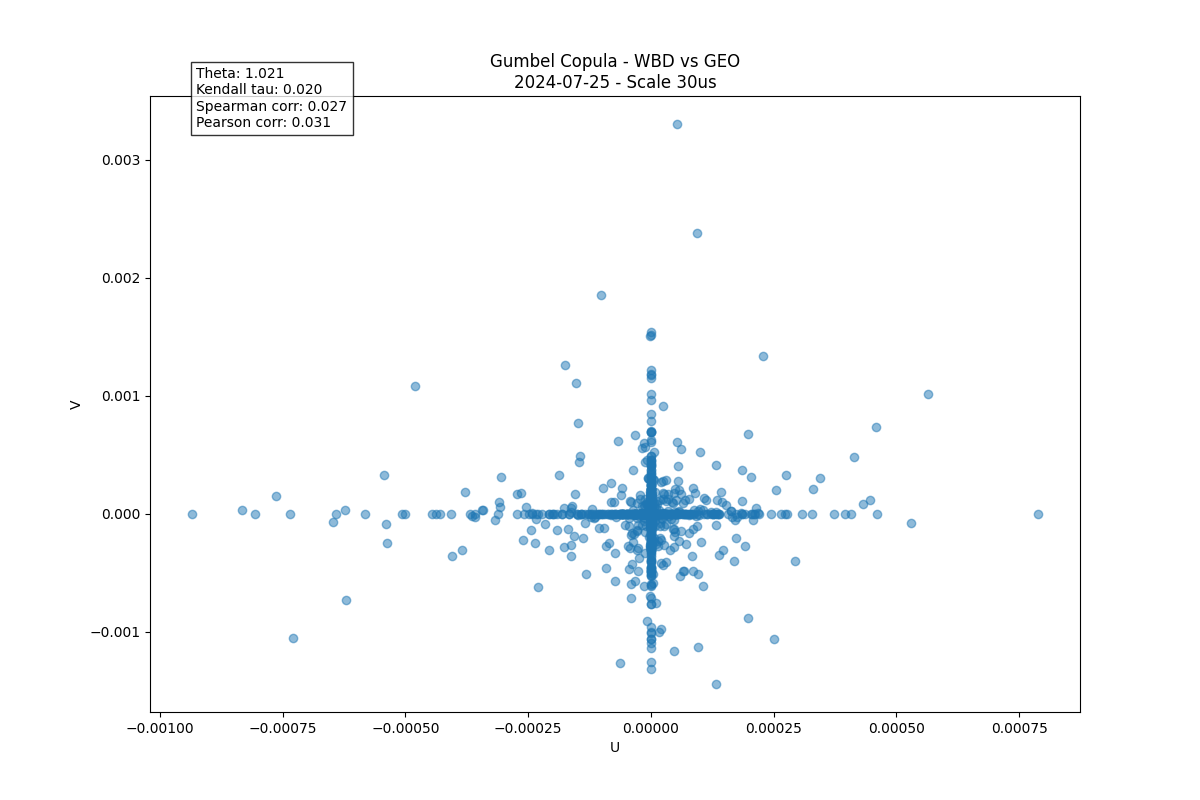 Gumbel Copula - WBD vs GEO
2024-07-25 - Scale 30us
Theta: 1.021
Kendall tau: 0.020
Spearman corr: 0.027
Pearson corr: 0.031
0.003
0.002
0.001
0.000
−0.001
V
−0.00100
−0.00075
−0.00050
−0.00025
0.00000
0.00025
0.00050
0.00075
U